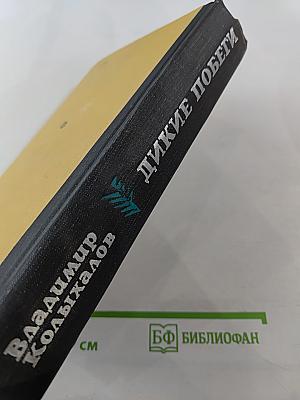 Владимир
Колыхалов
ДИКИЕ ПОБЕГИ
см
БФ БИБЛИОФАН